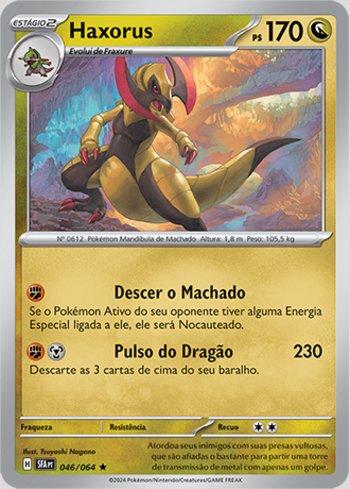 ESTÁGIO 2
Haxorus
PS 170
Evolui de Fraxure
Nº 0612 Pokémon Mandíbula de Machado Altura: 1,8 m Peso: 105,5 kg
Descer o Machado
Se o Pokémon Ativo do seu oponente tiver alguma Energia
Especial ligada a ele, ele será Nocauteado.
Pulso do Dragão 230
Descarte as 3 cartas de cima do seu baralho.
Fraqueza Resistência Recuo
Ilust. Tsuyoshi Nagano
H SFA PT 046/064 ★
Atordoa seus inimigos com suas presas robustas,
que são afiadas o bastante para partir uma torre
de transmissão de metal com apenas um golpe.
©2024 Pokémon/Nintendo/Creatures/GAME FREAK